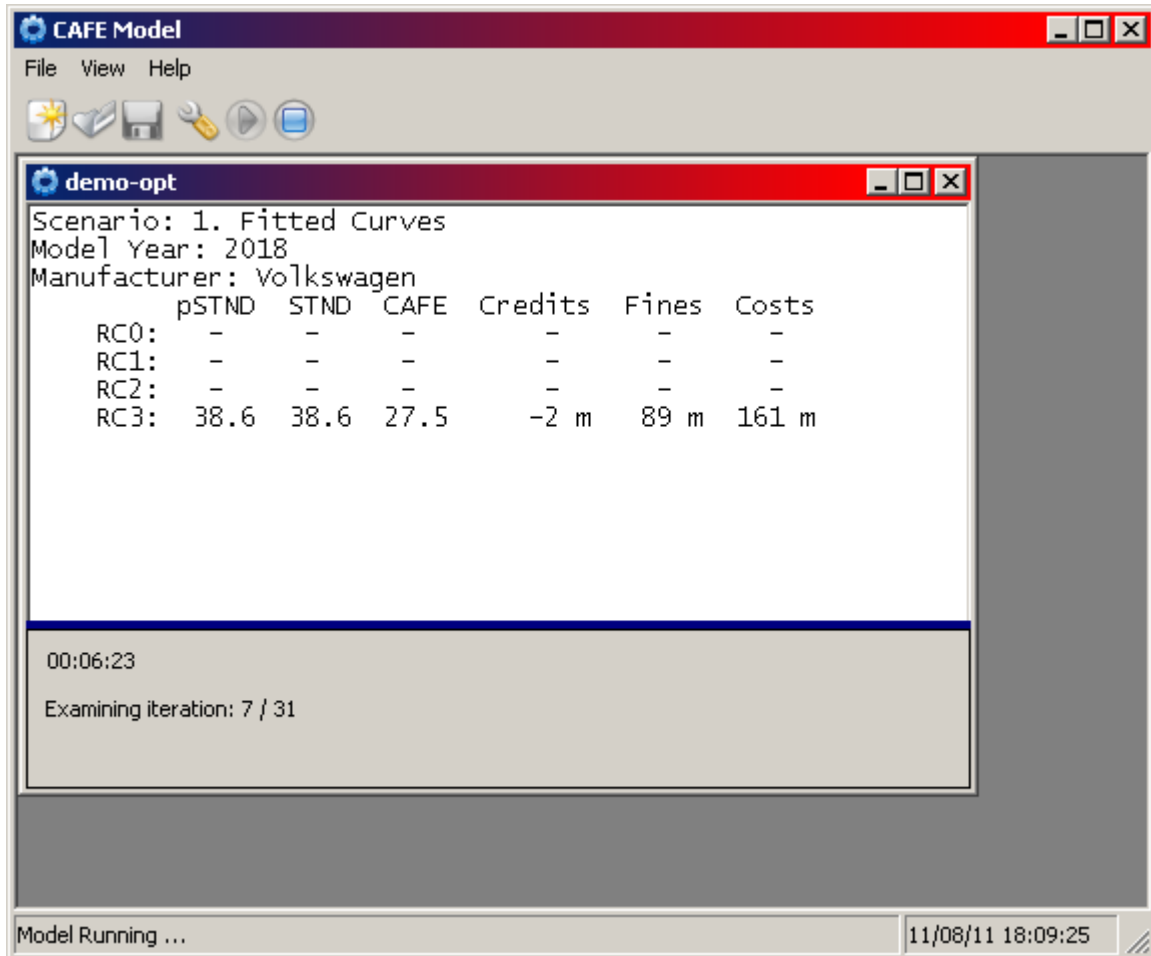 CAFE Model
File View Help
demo-opt
Scenario: 1. Fitted Curves
Model Year: 2018
Manufacturer: Volkswagen
pSTND STND CAFE Credits Fines Costs
RC0: - - - - - -
RC1: - - - - - -
RC2: - - - - - -
RC3: 38.6 38.6 27.5 -2 m 89 m 161 m
00:06:23
Examining iteration: 7 / 31
Model Running ... 11/08/11 18:09:25